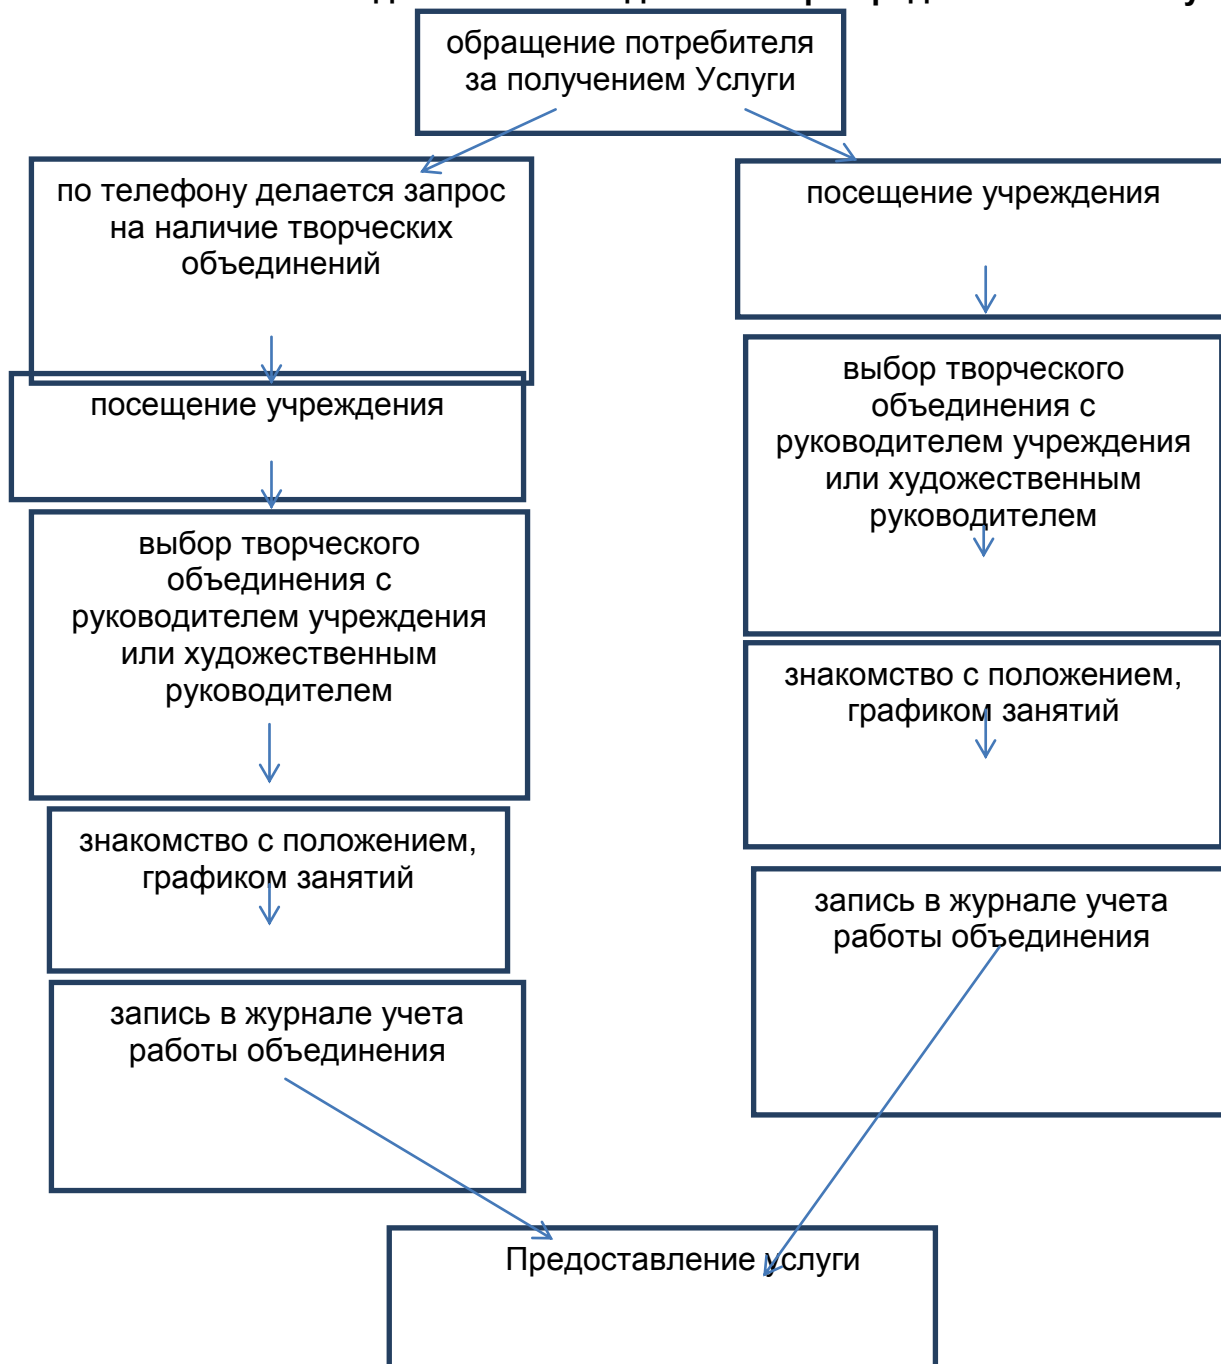 обращение потребителя
за получением Услуги
по телефону делается запрос
на наличие творческих
объединений
посещение учреждения
выбор творческого
объединения с
руководителем учреждения
или художественным
руководителем
знакомство с положением,
графиком занятий
запись в журнале учета
работы объединения
посещение учреждения
выбор творческого
объединения с
руководителем учреждения
или художественным
руководителем
знакомство с положением,
графиком занятий
запись в журнале учета
работы объединения
Предоставление услуги